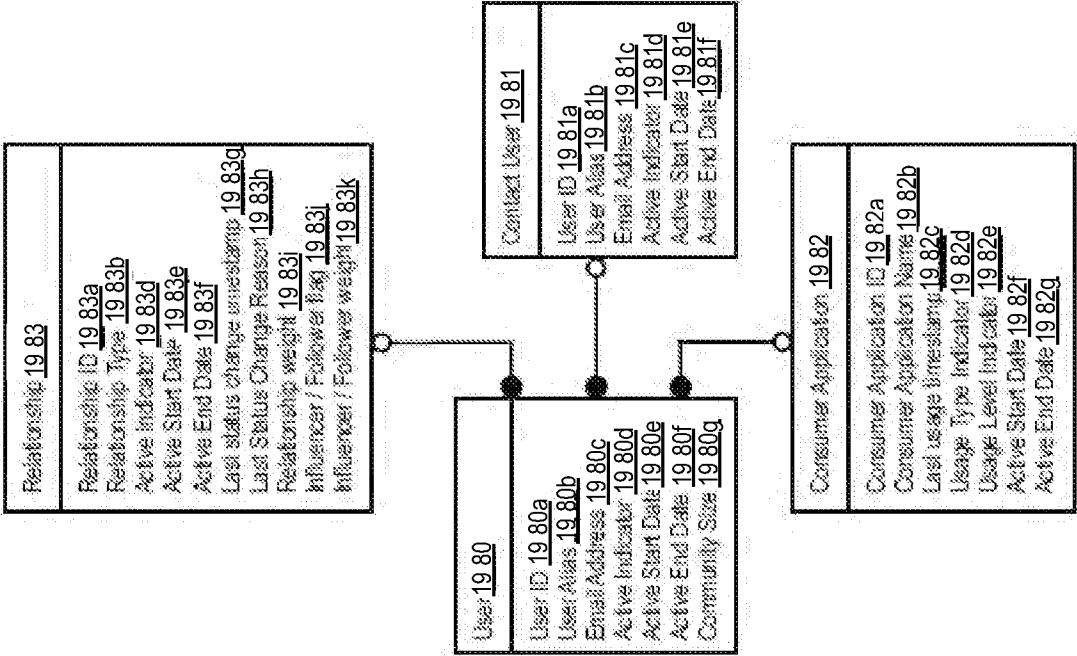 Relationship 19 83
Relationship ID 19 83a
Relationship Type 19 83b
Active Indicator 19 83d
Active Start Date 19 83e
Active End Date 19 83f
Last status change timestamp 19 83g
Last Status Change Reason 19 83h
Relationship weight 19 83i
Influencer / Follower flag 19 83j
Influencer / Follower weight 19 83k
User 19 80
User ID 19 80a
User Alias 19 80b
Email Address 19 80c
Active Indicator 19 80d
Active Start Date 19 80e
Active End Date 19 80f
Community Size 19 80g
Contact User 19 81
User ID 19 81a
User Alias 19 81b
Email Address 19 81c
Active Indicator 19 81d
Active Start Date 19 81e
Active End Date 19 81f
Consumer Application 19 82
Consumer Application ID 19 82a
Consumer Application Name 19 82b
Last usage timestamp 19 82c
Usage Type Indicator 19 82d
Usage Level Indicator 19 82e
Active Start Date 19 82f
Active End Date 19 82g